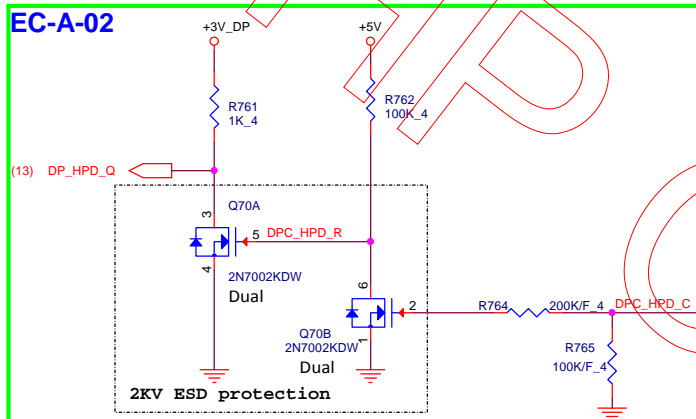 EC-A-02
+3V_DP
+5V
R761
1K_4
R762
100K_4
(13) DP_HPD_Q
3
Q70A
5 DPC_HPD_R
4
2N7002KDW
Dual
6
2
R764 200K/F_4 DPC_HPD_C
Q70B
1
2N7002KDW
Dual
R765
100K/F_4
2KV ESD protection